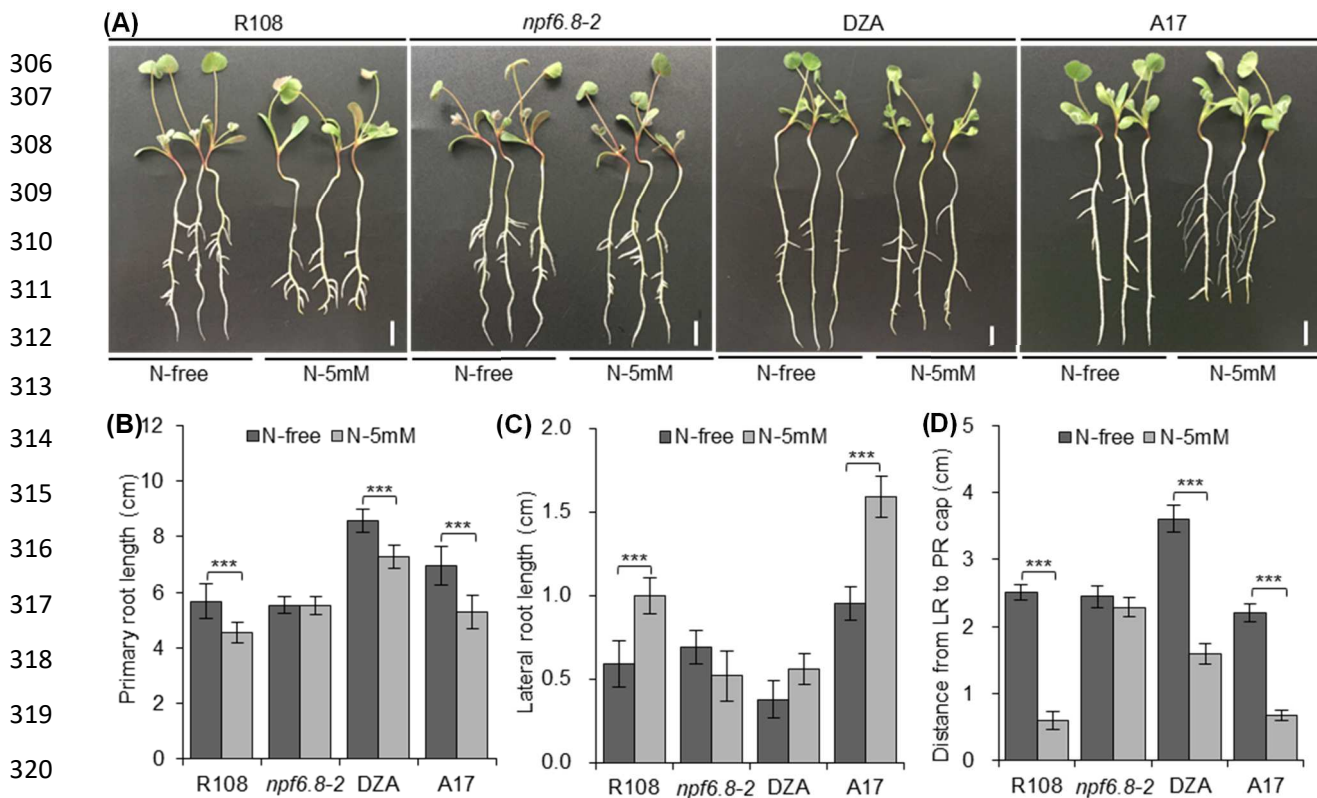 (A)
R108 npf6.8-2 DZA A17
306
307
308
309
310
311
312
313
314
315
316
317
318
319
320
N-free N-5mM N-free N-5mM N-free N-5mM N-free N-5mM
(B)
12
10
8
6
4
2
0
Primary root length (cm)
N-free N-5mM
***
***
***
R108 npf6.8-2 DZA A17
(C)
2.0
1.5
1.0
0.5
0.0
Lateral root length (cm)
N-free N-5mM
***
***
R108 npf6.8-2 DZA A17
(D)
5
4
3
2
1
0
Distance from LR to PR cap (cm)
N-free N-5mM
***
***
***
R108 npf6.8-2 DZA A17